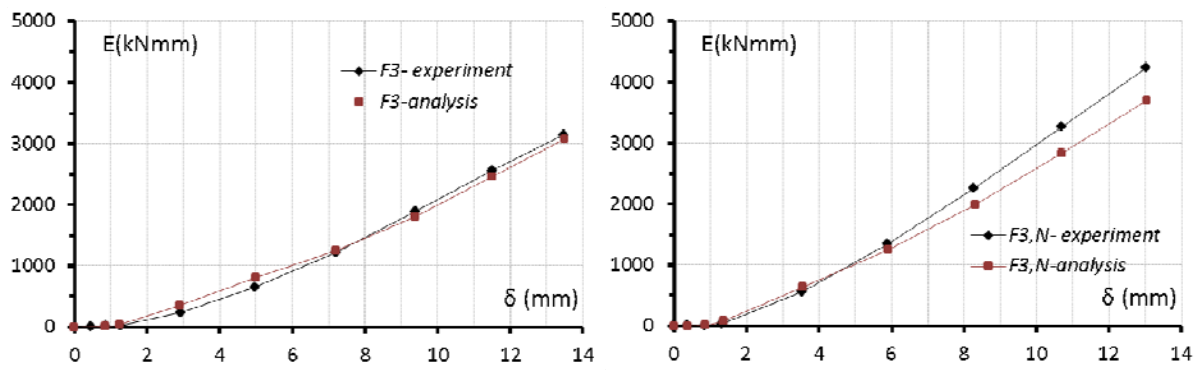 5000
4000
3000
2000
1000
0
E(kNmm)
F3- experiment
F3-analysis
δ (mm)
0 2 4 6 8 10 12 14
5000
4000
3000
2000
1000
0
E(kNmm)
F3,N- experiment
F3,N-analysis
δ (mm)
0 2 4 6 8 10 12 14